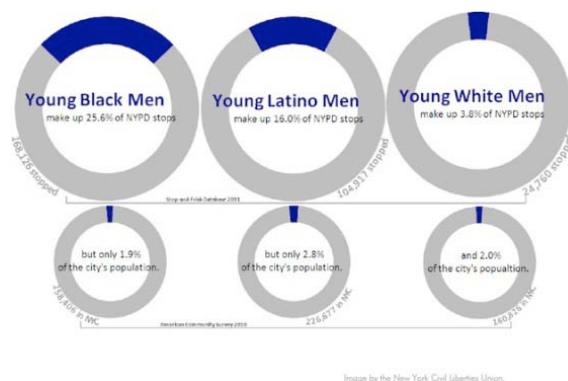 Young Black Men
make up 25.6% of NYPD stops
168,126 stopped
Young Latino Men
make up 16.0% of NYPD stops
104,917 stopped
Young White Men
make up 3.8% of NYPD stops
24,760 stopped
Stop and Frisk Database 2011
but only 1.9%
of the city's population.
158,406 in NYC
but only 2.8%
of the city's population.
226,677 in NYC
and 2.0%
of the city's popualtion.
in NYC
American Community Survey 2010
Image by the New York Civil Liberties Union.